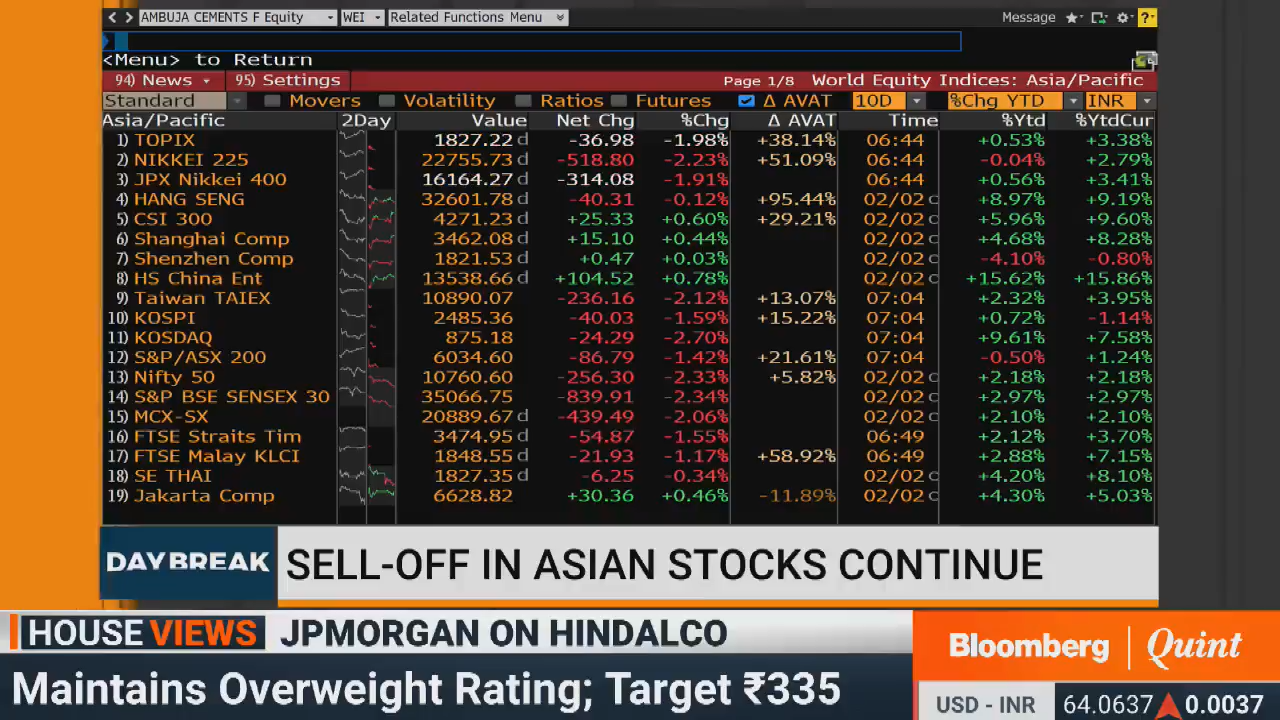 AMBUJA CEMENTS F Equity WEI Related Functions Menu Message
<Menu> to Return
94) News 95) Settings Page 1/8 World Equity Indices: Asia/Pacific
Standard Movers Volatility Ratios Futures Δ AVAT 10D %Chg YTD INR
Asia/Pacific 2Day Value Net Chg %Chg Δ AVAT Time %Ytd %YtdCur
1) TOPIX 1827.22 d -36.98 -1.98% +38.14% 06:44 +0.53% +3.38%
2) NIKKEI 225 22755.73 d -518.80 -2.23% +51.09% 06:44 -0.04% +2.79%
3) JPX Nikkei 400 16164.27 d -314.08 -1.91% 06:44 +0.56% +3.41%
4) HANG SENG 32601.78 d -40.31 -0.12% +95.44% 02/02 c +8.97% +9.19%
5) CSI 300 4271.23 d +25.33 +0.60% +29.21% 02/02 c +5.96% +9.60%
6) Shanghai Comp 3462.08 d +15.10 +0.44% 02/02 c +4.68% +8.28%
7) Shenzhen Comp 1821.53 d +0.47 +0.03% 02/02 c -4.10% -0.80%
8) HS China Ent 13538.66 d +104.52 +0.78% 02/02 c +15.62% +15.86%
9) Taiwan TAIEX 10890.07 -236.16 -2.12% +13.07% 07:04 +2.32% +3.95%
10) KOSPI 2485.36 -40.03 -1.59% +15.22% 07:04 +0.72% -1.14%
11) KOSDAQ 875.18 -24.29 -2.70% 07:04 +9.61% +7.58%
12) S&P/ASX 200 6034.60 -86.79 -1.42% +21.61% 07:04 -0.50% +1.24%
13) Nifty 50 10760.60 -256.30 -2.33% +5.82% 02/02 c +2.18% +2.18%
14) S&P BSE SENSEX 30 35066.75 -839.91 -2.34% 02/02 c +2.97% +2.97%
15) MCX-SX 20889.67 d -439.49 -2.06% 02/02 c +2.10% +2.10%
16) FTSE Straits Tim 3474.95 d -54.87 -1.55% 06:49 +2.12% +3.70%
17) FTSE Malay KLCI 1848.55 d -21.93 -1.17% +58.92% 06:49 +2.88% +7.15%
18) SE THAI 1827.35 d -6.25 -0.34% 02/02 c +4.20% +8.10%
19) Jakarta Comp 6628.82 +30.36 +0.46% -11.89% 02/02 c +4.30% +5.03%
DAYBREAK SELL-OFF IN ASIAN STOCKS CONTINUE
HOUSE VIEWS JPMORGAN ON HINDALCO
Maintains Overweight Rating; Target ₹335
Bloomberg | Quint
USD - INR 64.0637 0.0037